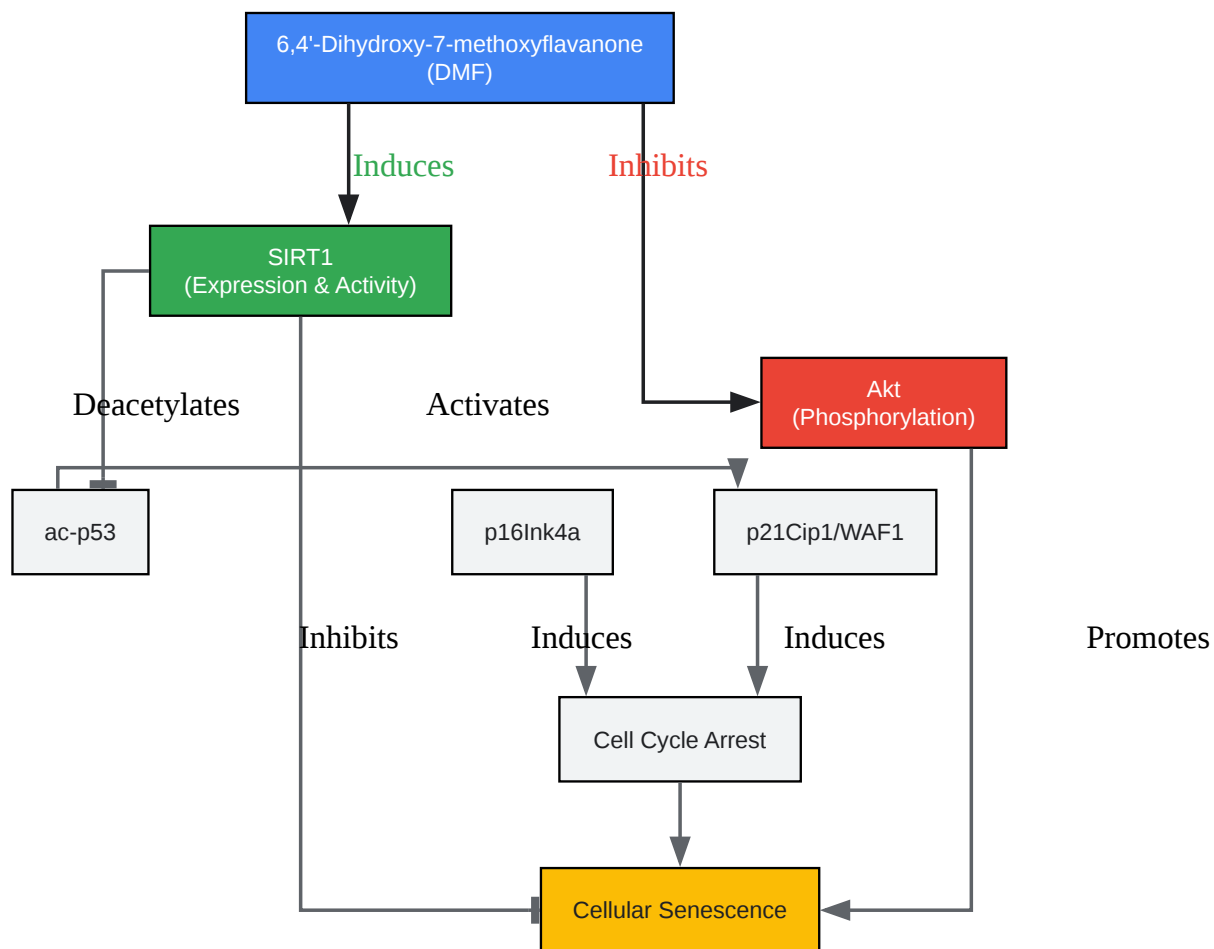 6,4'-Dihydroxy-7-methoxyflavanone
(DMF)
Induces
Inhibits
SIRT1
(Expression & Activity)
Akt
(Phosphorylation)
Deacetylates
Activates
ac-p53
p16Ink4a
p21Cip1/WAF1
Inhibits
Induces
Induces
Promotes
Cell Cycle Arrest
Cellular Senescence